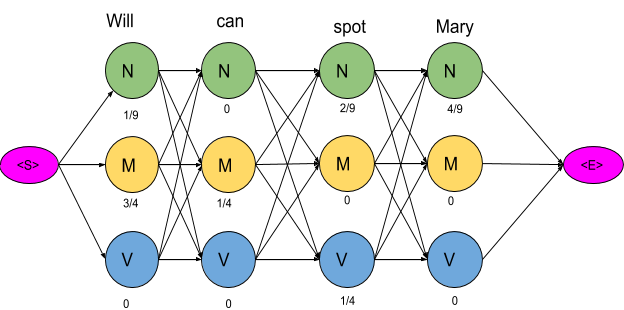 Will can spot Mary
N N N N
1/9 0 2/9 4/9
<S> M M M M <E>
3/4 1/4 0 0
V V V V
0 0 1/4 0